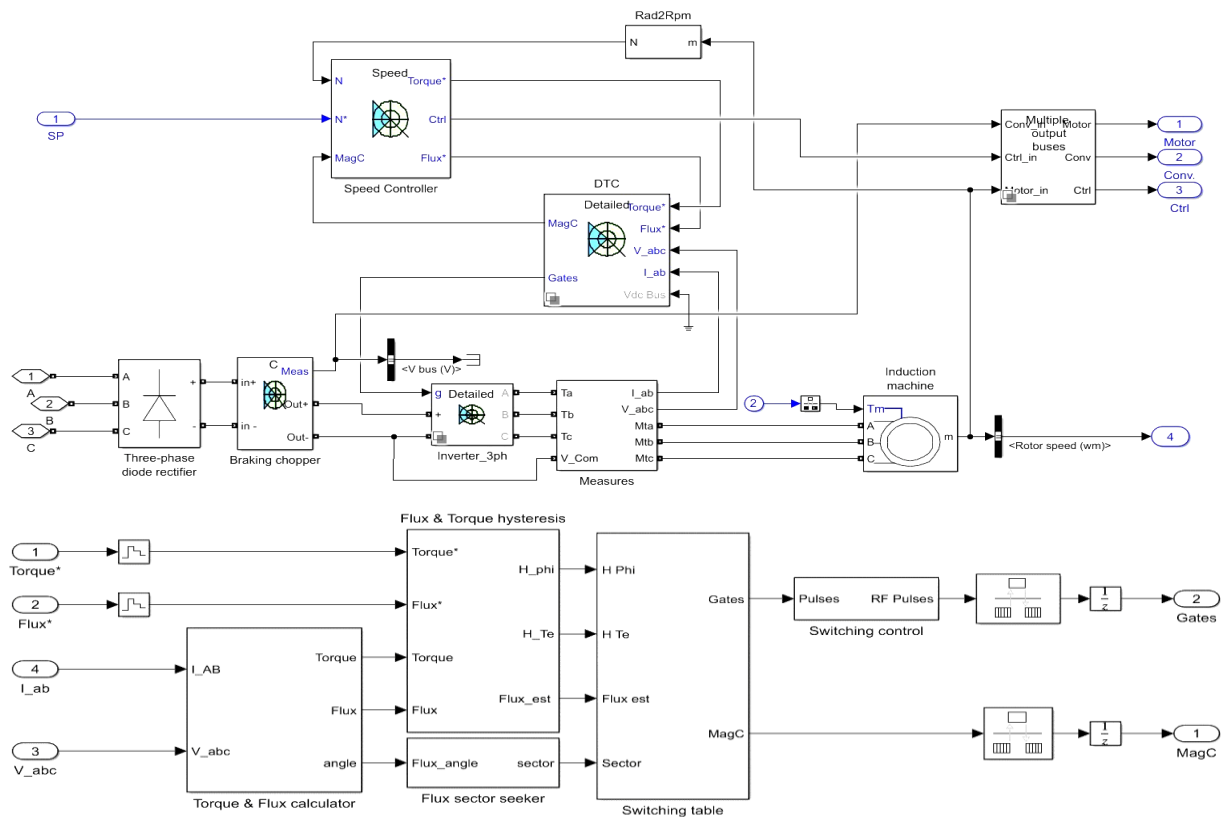 Rad2Rpm
N
m
Speed
N
Torque*
1
SP
N*
Ctrl
MagC
Flux*
Speed Controller
Multiple
output
buses
Conv_in
Motor
Ctrl_in
Conv
Motor_in
Ctrl
1
Motor
2
Conv.
3
Ctrl
DTC
Detailed
Torque*
MagC
Flux*
V_abc
I_ab
Gates
Vdc Bus
1
A
2
B
3
C
A
B
C
+
-
Three-phase
diode rectifier
C
Meas
in+
Out+
in -
Out-
Braking chopper
<V bus (V)>
Detailed
g
+
-
A
B
C
Inverter_3ph
Ta
Tb
Tc
V_Com
I_ab
V_abc
Mta
Mtb
Mtc
Measures
2
Induction
machine
Tm
A
B
C
m
<Rotor speed (wm)>
4
Flux & Torque hysteresis
1
Torque*
2
Flux*
4
I_ab
3
V_abc
I_AB
V_abc
Torque
Flux
angle
Torque & Flux calculator
Torque*
Flux*
Torque
Flux
H_phi
H_Te
Flux_est
Flux_angle
sector
Flux sector seeker
H Phi
H Te
Flux est
Sector
Gates
MagC
Switching table
Pulses
RF Pulses
Switching control
1
z
2
Gates
1
z
1
MagC